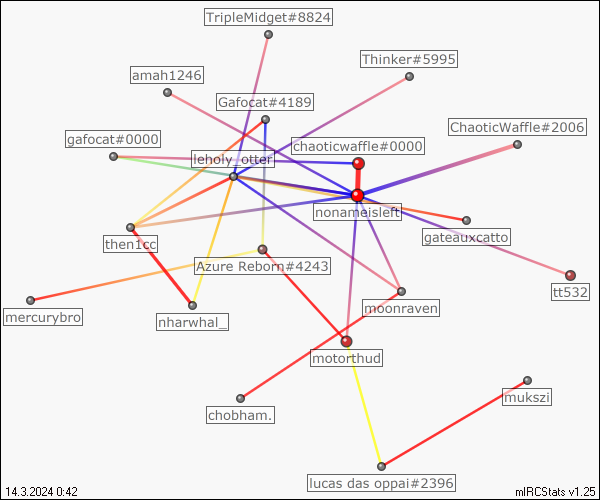 TripleMidget#8824
Thinker#5995
amah1246
Gafocat#4189
ChaoticWaffle#2006
gafocat#0000
chaoticwaffle#0000
leholy_otter
nonameisleft
gateauxcatto
then1cc
Azure Reborn#4243
tt532
moonraven
mercurybro
nharwhal_
motorthud
mukszi
chobham.
lucas das oppai#2396
14.3.2024 0:42
mIRCStats v1.25